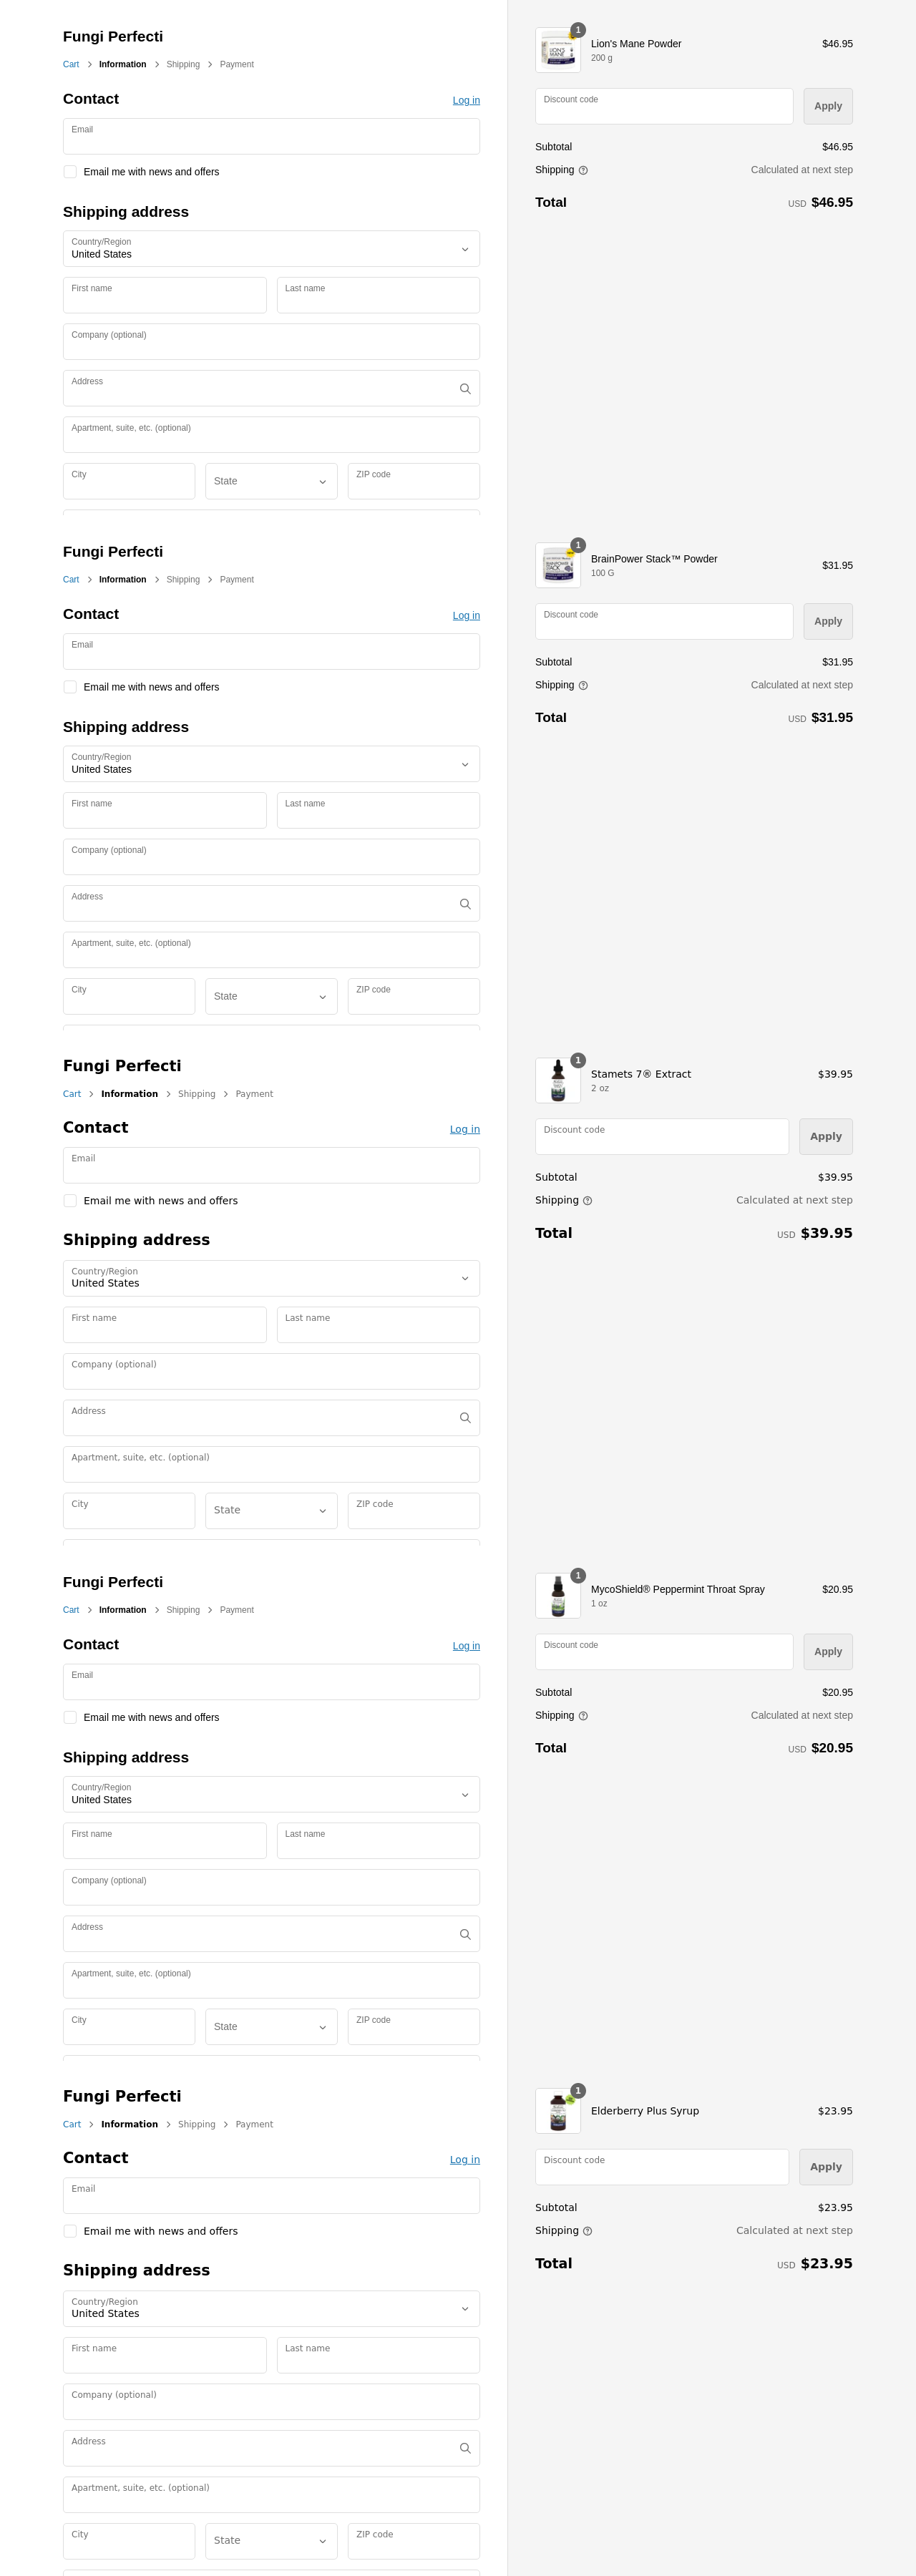 Fungi Perfecti
Cart > Information > Shipping > Payment
Contact
Log in
Email
Email me with news and offers
Shipping address
Country/Region
United States
First name
Last name
Company (optional)
Address
Apartment, suite, etc. (optional)
City
State
ZIP code
1
Lion's Mane Powder
200 g
$46.95
Discount code
Apply
Subtotal
$46.95
Shipping
Calculated at next step
Total
USD $46.95
Fungi Perfecti
Cart > Information > Shipping > Payment
Contact
Log in
Email
Email me with news and offers
Shipping address
Country/Region
United States
First name
Last name
Company (optional)
Address
Apartment, suite, etc. (optional)
City
State
ZIP code
1
BrainPower Stack™ Powder
100 G
$31.95
Discount code
Apply
Subtotal
$31.95
Shipping
Calculated at next step
Total
USD $31.95
Fungi Perfecti
Cart > Information > Shipping > Payment
Contact
Log in
Email
Email me with news and offers
Shipping address
Country/Region
United States
First name
Last name
Company (optional)
Address
Apartment, suite, etc. (optional)
City
State
ZIP code
1
Stamets 7® Extract
2 oz
$39.95
Discount code
Apply
Subtotal
$39.95
Shipping
Calculated at next step
Total
USD $39.95
Fungi Perfecti
Cart > Information > Shipping > Payment
Contact
Log in
Email
Email me with news and offers
Shipping address
Country/Region
United States
First name
Last name
Company (optional)
Address
Apartment, suite, etc. (optional)
City
State
ZIP code
1
MycoShield® Peppermint Throat Spray
1 oz
$20.95
Discount code
Apply
Subtotal
$20.95
Shipping
Calculated at next step
Total
USD $20.95
Fungi Perfecti
Cart > Information > Shipping > Payment
Contact
Log in
Email
Email me with news and offers
Shipping address
Country/Region
United States
First name
Last name
Company (optional)
Address
Apartment, suite, etc. (optional)
City
State
ZIP code
1
Elderberry Plus Syrup
$23.95
Discount code
Apply
Subtotal
$23.95
Shipping
Calculated at next step
Total
USD $23.95